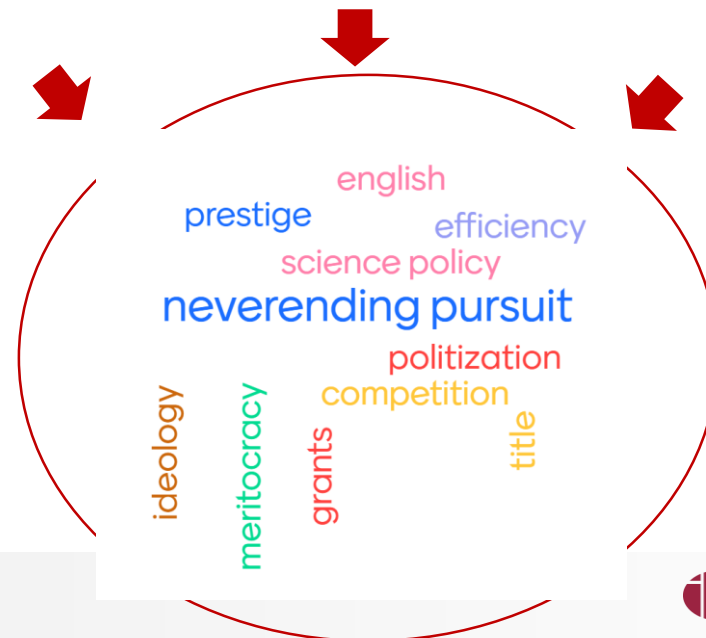 english
prestige
efficiency
science policy
neverending pursuit
politization
competition
ideology
meritocracy
grants
title